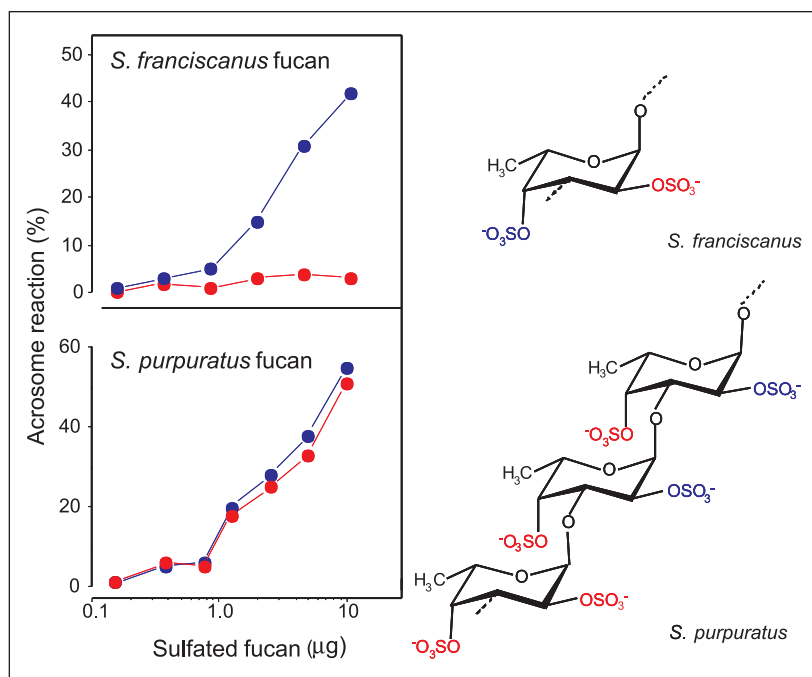 S. franciscanus fucan
50
40
30
20
10
0
S. purpuratus fucan
60
40
20
0
0.1
1.0
10
Acrosome reaction (%)
Sulfated fucan (μg)
O
O
H₃C
OSO₃⁻
⁻O₃SO
S. franciscanus
O
O
H₃C
OSO₃⁻
⁻O₃SO
O
O
H₃C
OSO₃⁻
⁻O₃SO
O
O
H₃C
OSO₃⁻
⁻O₃SO
S. purpuratus